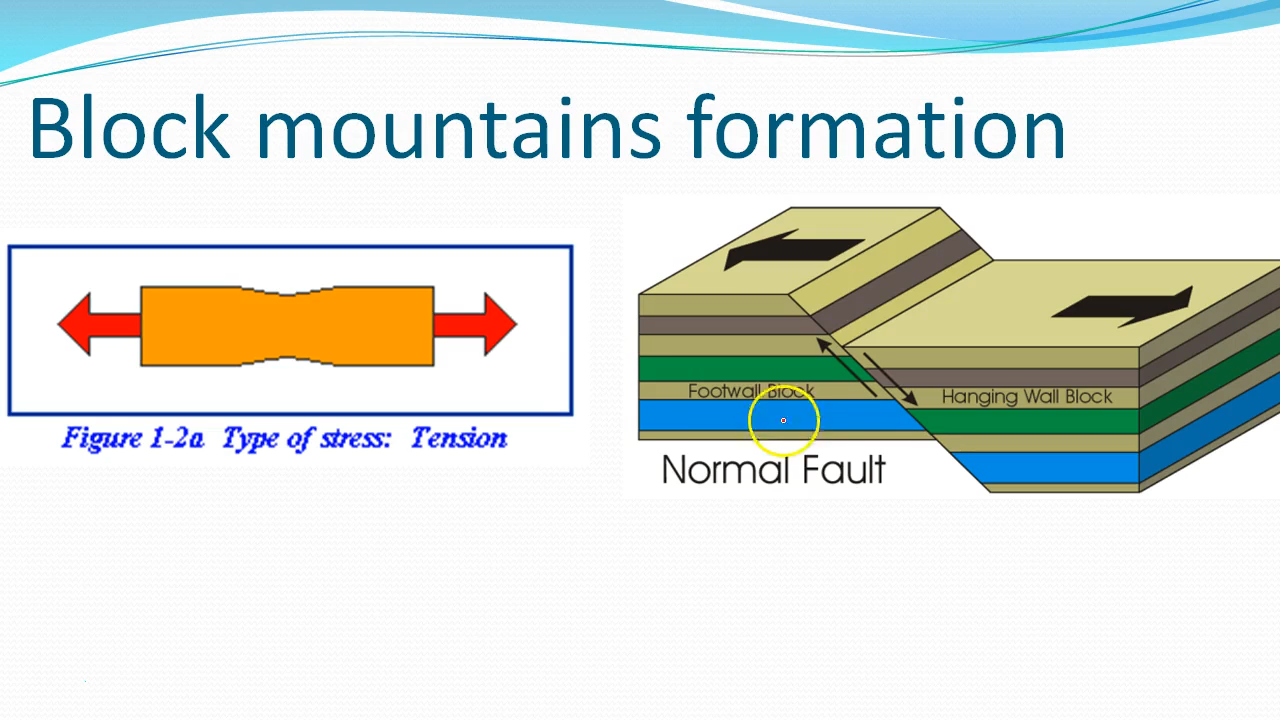 Block mountains formation
Figure 1-2a Type of stress: Tension
Footwall Block
Hanging Wall Block
Normal Fault